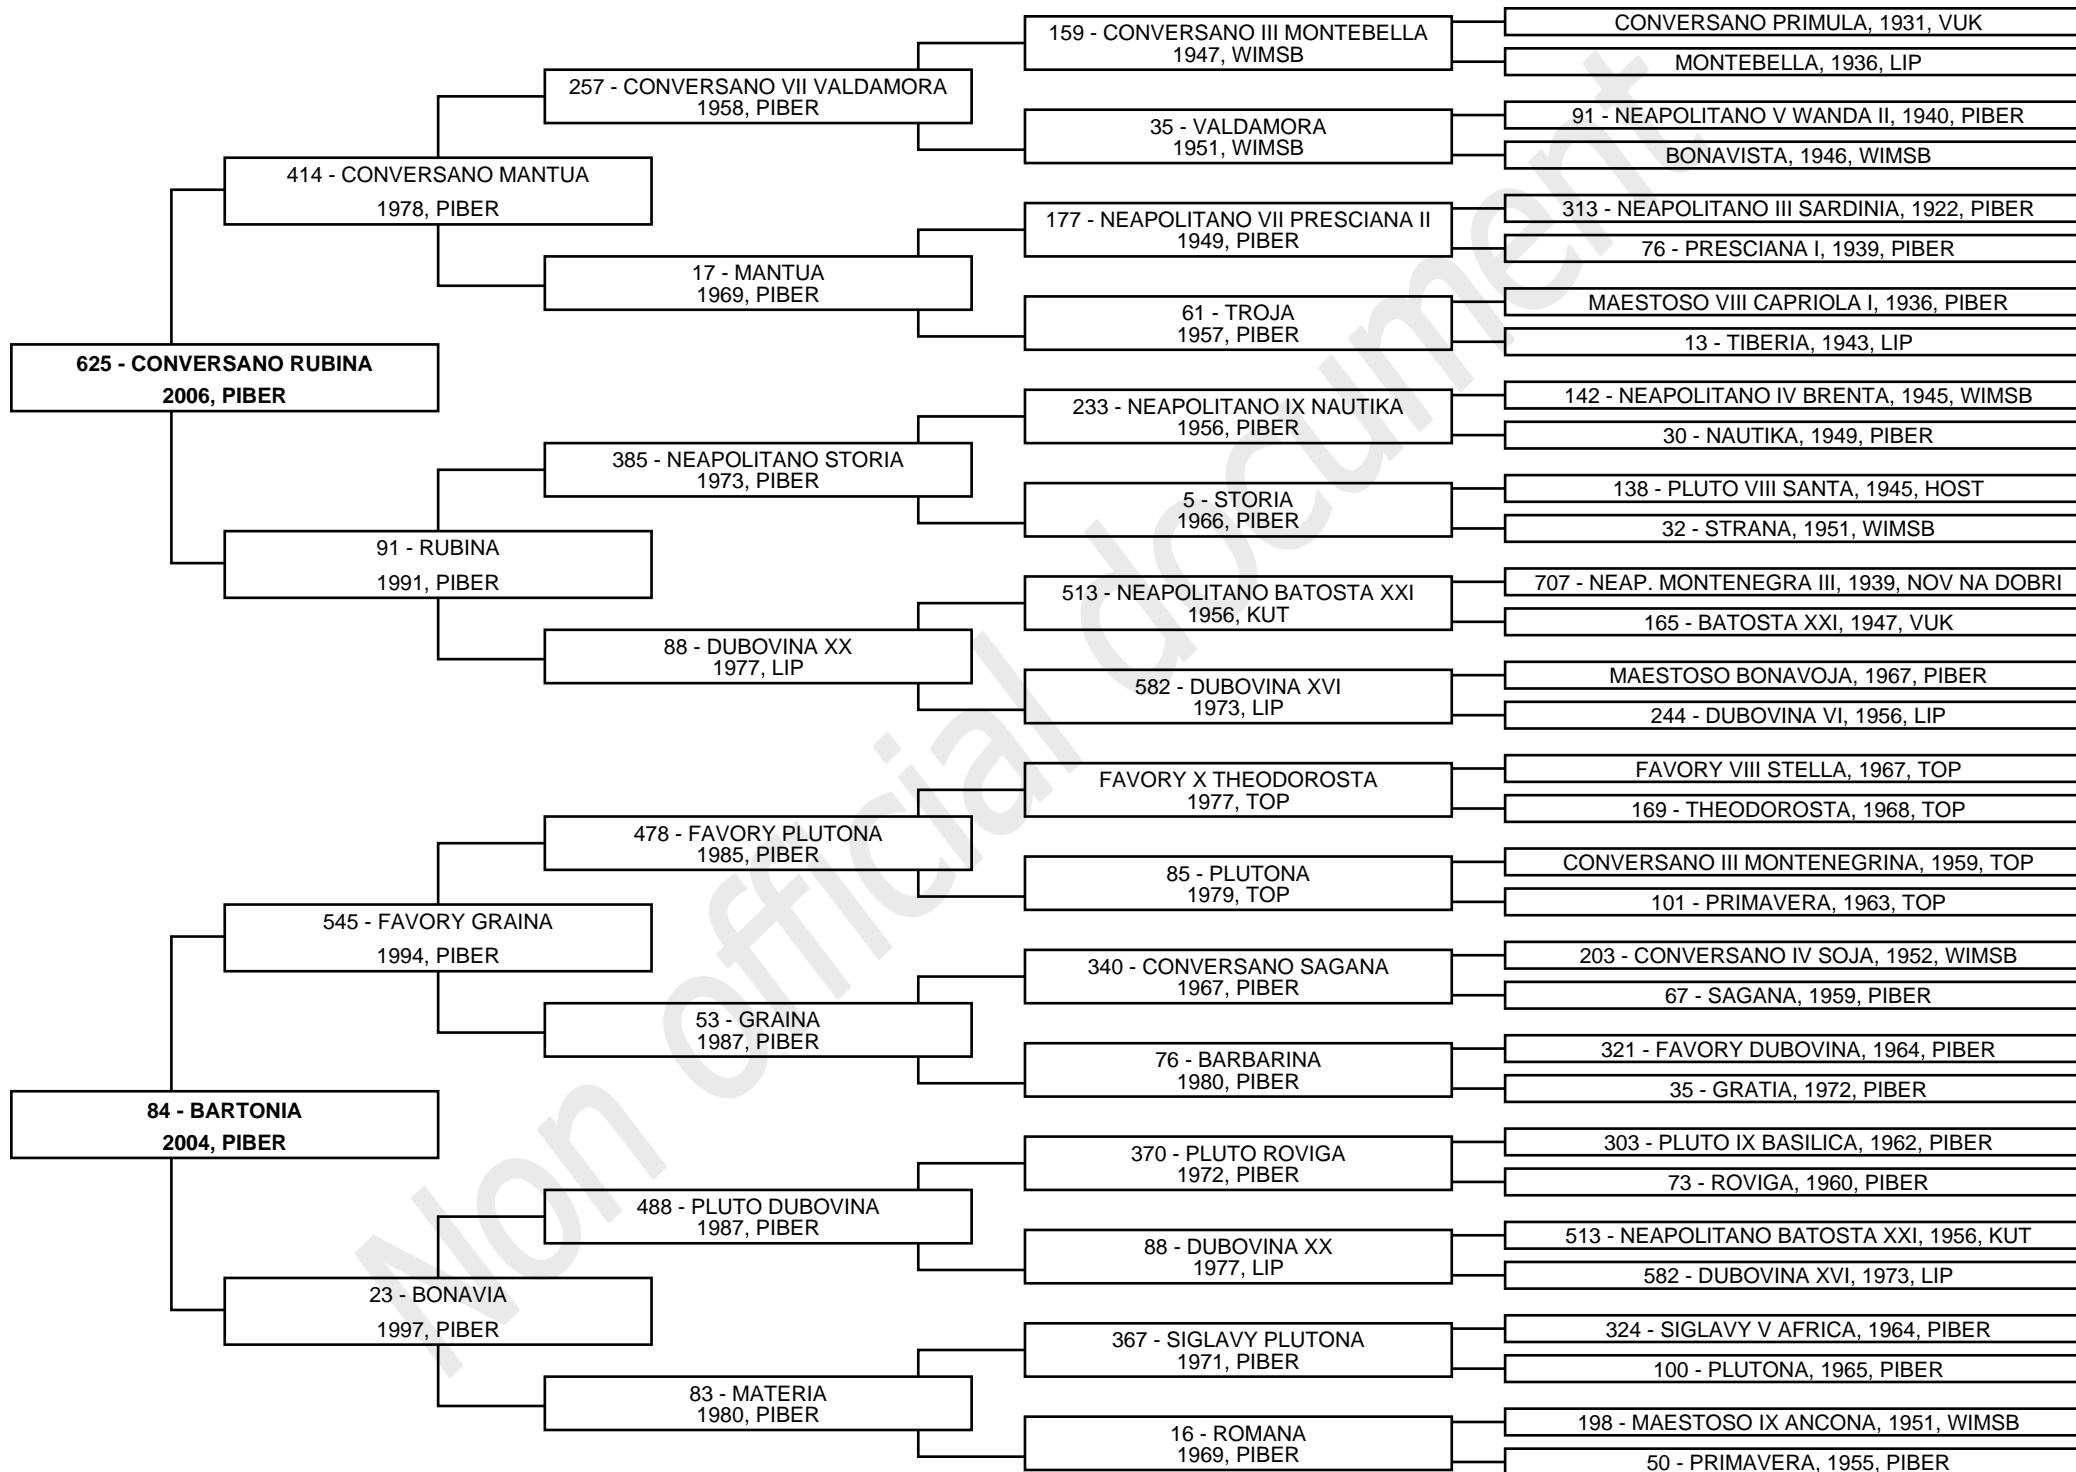 CONVERSANO PRIMULA, 1931, VUK
159 - CONVERSANO III MONTEBELLA
1947, WIMSB
MONTEBELLA, 1936, LIP
257 - CONVERSANO VII VALDAMORA
1958, PIBER
91 - NEAPOLITANO V WANDA II, 1940, PIBER
35 - VALDAMORA
1951, WIMSB
BONAVISTA, 1946, WIMSB
414 - CONVERSANO MANTUA
1978, PIBER
313 - NEAPOLITANO III SARDINIA, 1922, PIBER
177 - NEAPOLITANO VII PRESCIANA II
1949, PIBER
76 - PRESCIANA I, 1939, PIBER
17 - MANTUA
1969, PIBER
MAESTOSO VIII CAPRIOLA I, 1936, PIBER
61 - TROJA
1957, PIBER
13 - TIBERIA, 1943, LIP
625 - CONVERSANO RUBINA
2006, PIBER
142 - NEAPOLITANO IV BRENTA, 1945, WIMSB
233 - NEAPOLITANO IX NAUTIKA
1956, PIBER
30 - NAUTIKA, 1949, PIBER
385 - NEAPOLITANO STORIA
1973, PIBER
138 - PLUTO VIII SANTA, 1945, HOST
5 - STORIA
1966, PIBER
32 - STRANA, 1951, WIMSB
91 - RUBINA
1991, PIBER
707 - NEAP. MONTENEGRA III, 1939, NOV NA DOBRI
513 - NEAPOLITANO BATOSTA XXI
1956, KUT
165 - BATOSTA XXI, 1947, VUK
88 - DUBOVINA XX
1977, LIP
MAESTOSO BONAVOJA, 1967, PIBER
582 - DUBOVINA XVI
1973, LIP
244 - DUBOVINA VI, 1956, LIP
FAVORY VIII STELLA, 1967, TOP
FAVORY X THEODOROSTA
1977, TOP
169 - THEODOROSTA, 1968, TOP
478 - FAVORY PLUTONA
1985, PIBER
CONVERSANO III MONTENEGRINA, 1959, TOP
85 - PLUTONA
1979, TOP
101 - PRIMAVERA, 1963, TOP
545 - FAVORY GRAINA
1994, PIBER
203 - CONVERSANO IV SOJA, 1952, WIMSB
340 - CONVERSANO SAGANA
1967, PIBER
67 - SAGANA, 1959, PIBER
53 - GRAINA
1987, PIBER
321 - FAVORY DUBOVINA, 1964, PIBER
76 - BARBARINA
1980, PIBER
35 - GRATIA, 1972, PIBER
84 - BARTONIA
2004, PIBER
303 - PLUTO IX BASILICA, 1962, PIBER
370 - PLUTO ROVIGA
1972, PIBER
73 - ROVIGA, 1960, PIBER
488 - PLUTO DUBOVINA
1987, PIBER
513 - NEAPOLITANO BATOSTA XXI, 1956, KUT
88 - DUBOVINA XX
1977, LIP
582 - DUBOVINA XVI, 1973, LIP
23 - BONAVIA
1997, PIBER
324 - SIGLAVY V AFRICA, 1964, PIBER
367 - SIGLAVY PLUTONA
1971, PIBER
100 - PLUTONA, 1965, PIBER
83 - MATERIA
1980, PIBER
198 - MAESTOSO IX ANCONA, 1951, WIMSB
16 - ROMANA
1969, PIBER
50 - PRIMAVERA, 1955, PIBER
Non official document